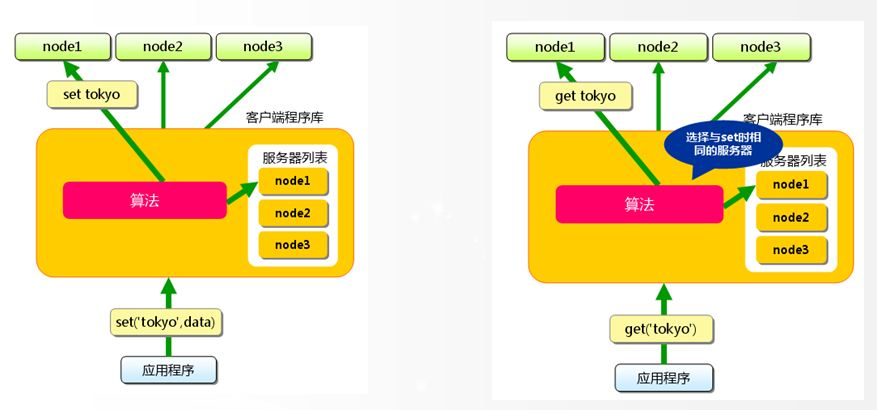 node1
node2
node3
set tokyo
客户端程序库
服务器列表
node1
算法
node2
node3
set('tokyo',data)
应用程序
node1
node2
node3
get tokyo
客户端程序库
选择与set时相
同的服务器
服务器列表
node1
算法
node2
node3
get('tokyo')
应用程序